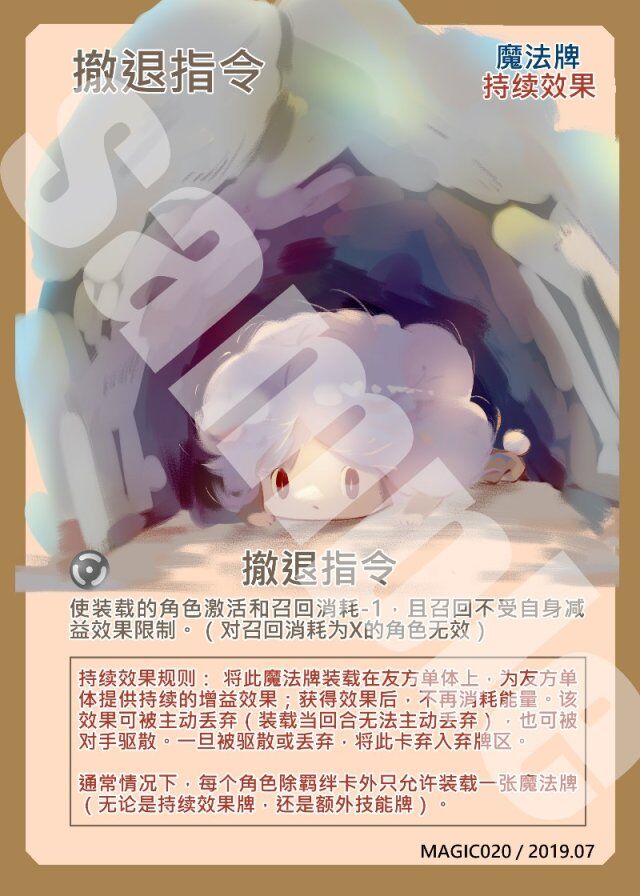 撤退指令
魔法牌
持续效果
Sammie
撤退指令
使装载的角色激活和召回消耗-1，且召回不受自身减
益效果限制。（对召回消耗为X的角色无效）
持续效果规则：将此魔法牌装载在友方单体上，为友方单
体提供持续的增益效果；获得效果后，不再消耗能量。该
效果可被主动丢弃（装载当回合无法主动丢弃），也可被
对手驱散。一旦被驱散或丢弃，将此卡弃入弃牌区。
通常情况下，每个角色除羁绊卡外只允许装载一张魔法牌
（无论是持续效果牌，还是额外技能牌）。
MAGIC020 / 2019.07